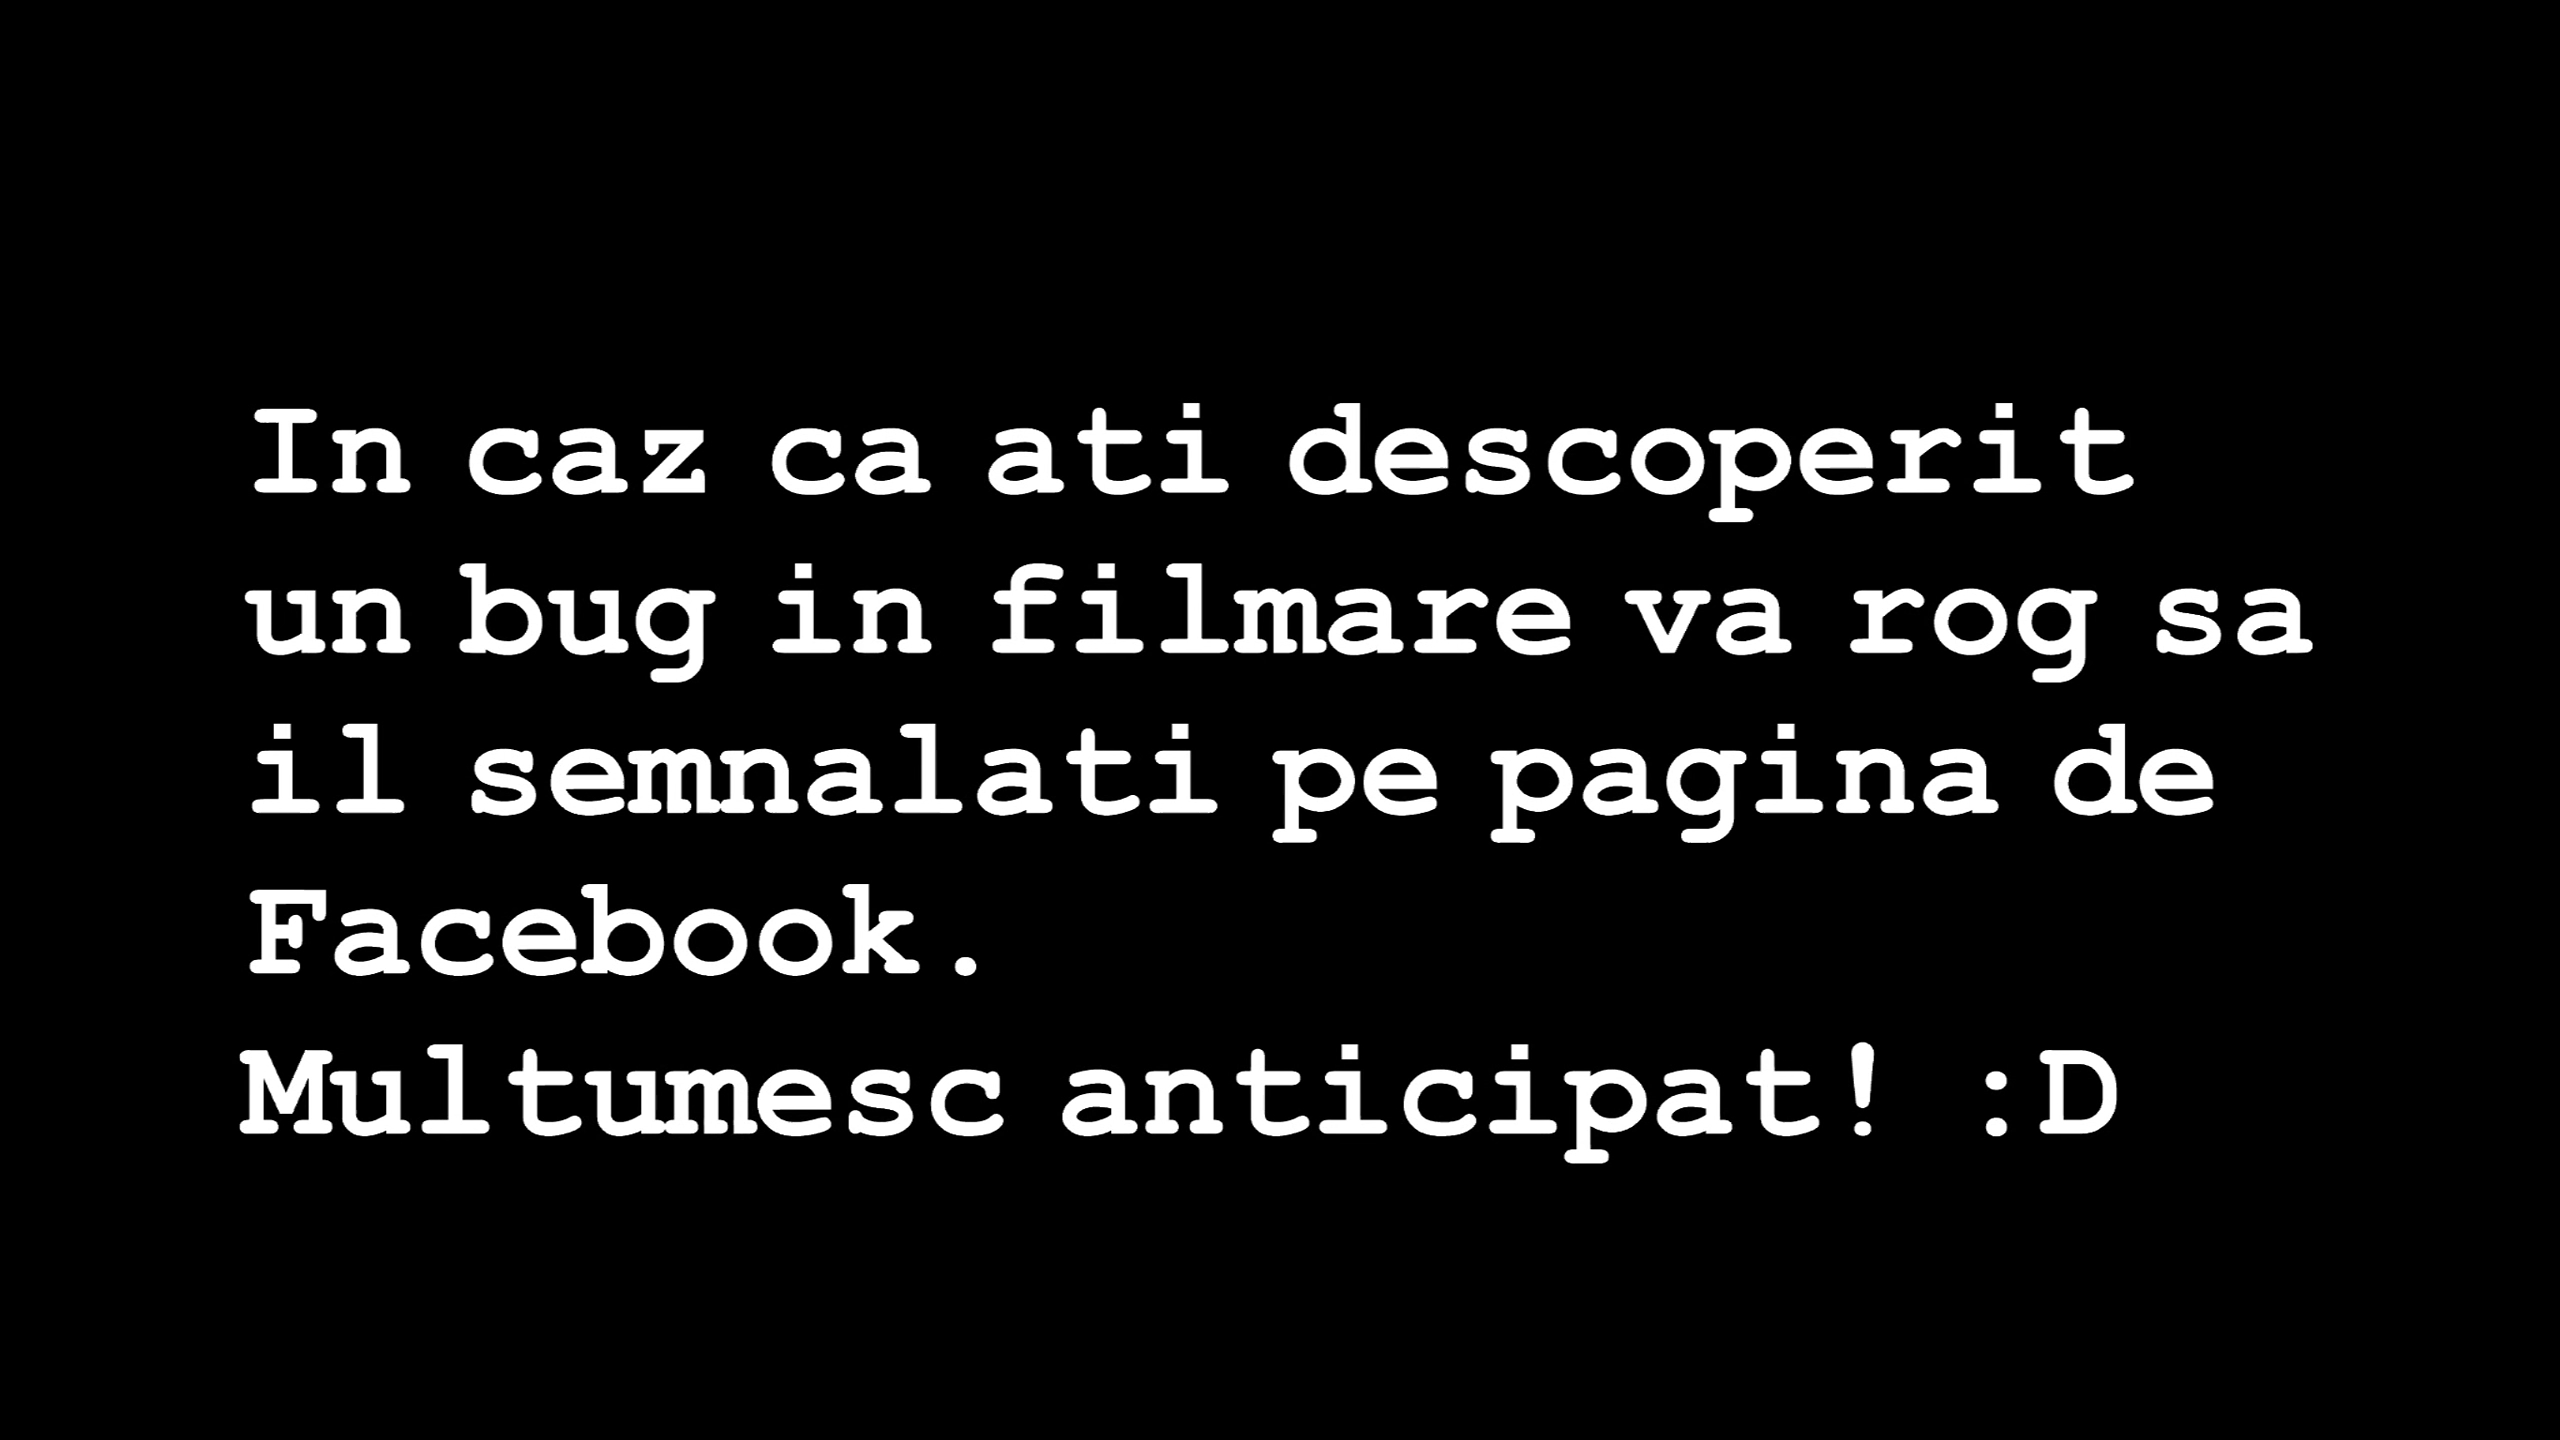 In caz ca ati descoperit
un bug in filmare va rog sa
il semnalati pe pagina de
Facebook.
Multumesc anticipat! :D